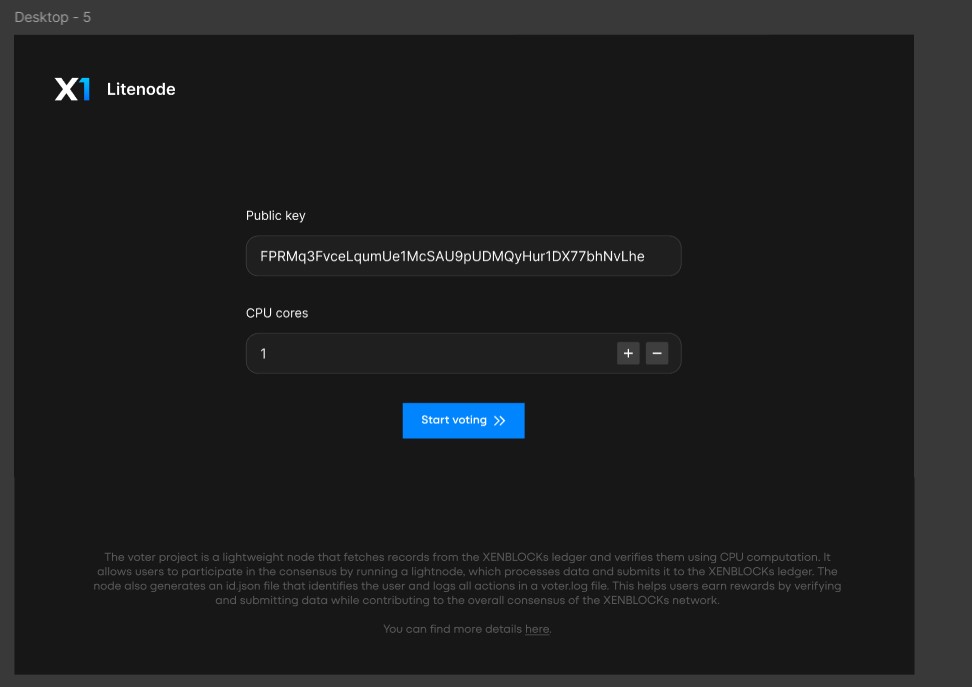 Desktop - 5
X1 Litenode
Public key
FPRMq3FvceLqumUe1McSAU9pUDMQyHur1DX77bhNvLhe
CPU cores
1 + −
Start voting
The voter project is a lightweight node that fetches records from the XENBLOCKs ledger and verifies them using CPU computation. It
allows users to participate in the consensus by running a lightnode, which processes data and submits it to the XENBLOCKs ledger. The
node also generates an id.json file that identifies the user and logs all actions in a voter.log file. This helps users earn rewards by verifying
and submitting data while contributing to the overall consensus of the XENBLOCKs network.
You can find more details here.